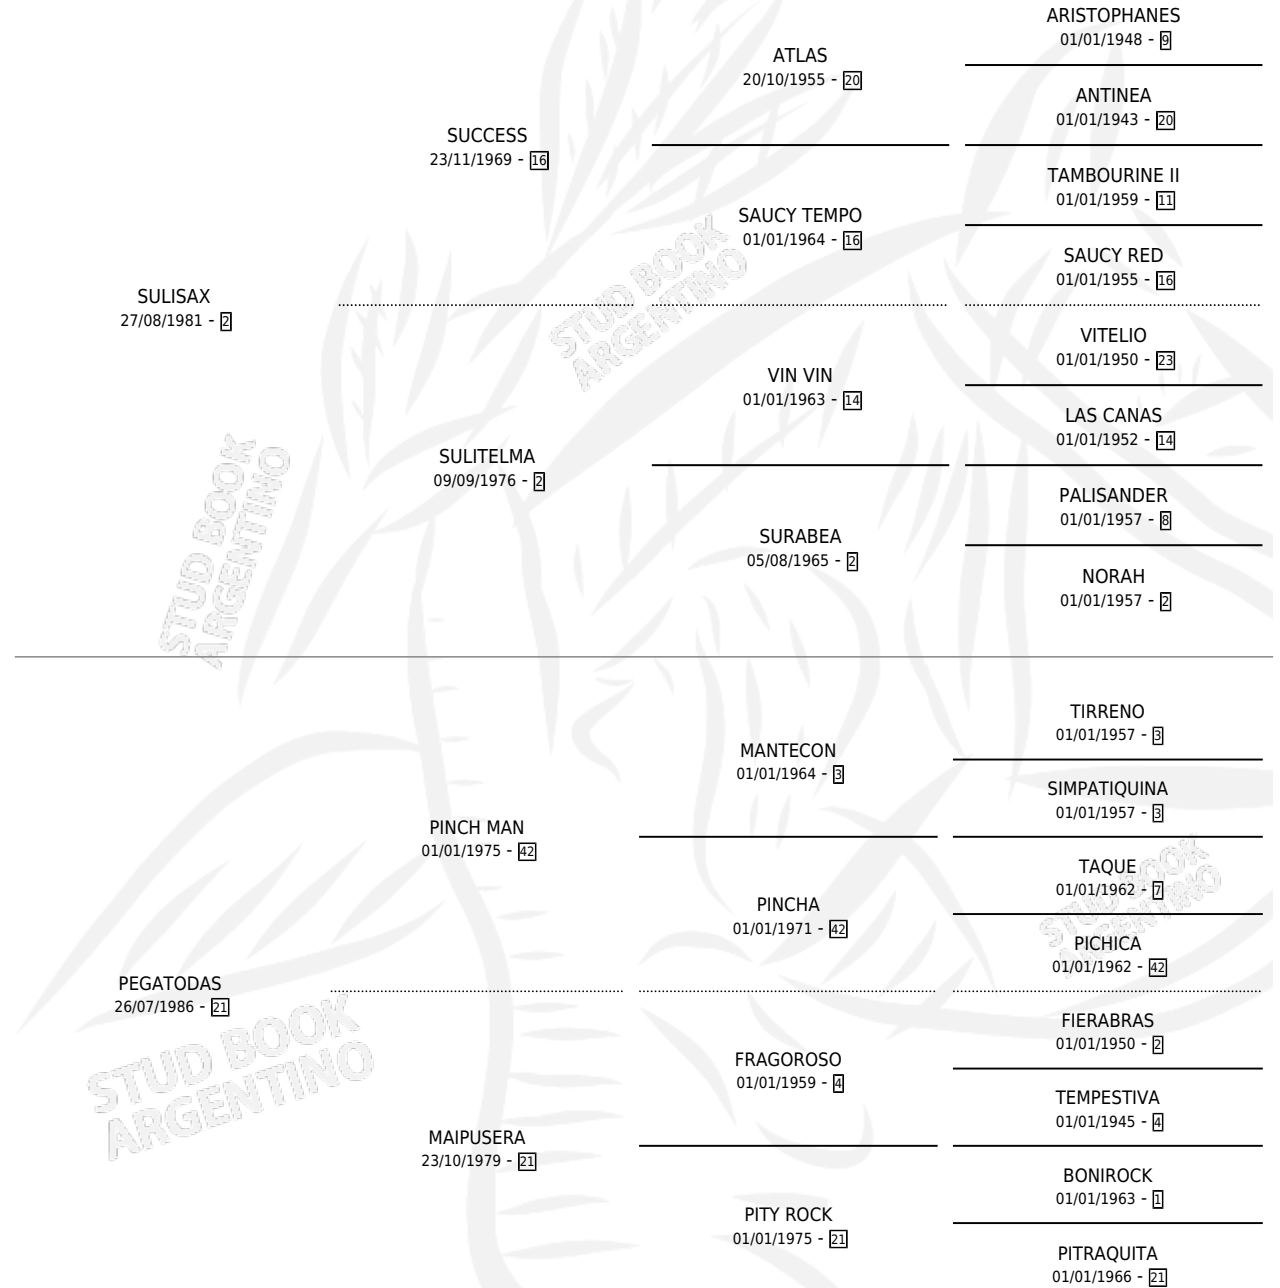 ARISTOPHANES
01/01/1948 - 9
ATLAS
20/10/1955 - 20
ANTINEA
01/01/1943 - 20
SUCCESS
23/11/1969 - 16
TAMBOURINE II
01/01/1959 - 11
SAUCY TEMPO
01/01/1964 - 16
SAUCY RED
01/01/1955 - 16
SULISAX
27/08/1981 - 2
VITELIO
01/01/1950 - 23
VIN VIN
01/01/1963 - 14
LAS CANAS
01/01/1952 - 14
SULITELMA
09/09/1976 - 2
PALISANDER
01/01/1957 - 8
SURABEA
05/08/1965 - 2
NORAH
01/01/1957 - 2
STUD BOOK
ARGENTINO
STUD BOOK
ARGENTINO
TIRRENO
01/01/1957 - 3
MANTECON
01/01/1964 - 3
SIMPATIQUINA
01/01/1957 - 3
PINCH MAN
01/01/1975 - 42
TAQUE
01/01/1962 - 7
PINCHA
01/01/1971 - 42
PICHICA
01/01/1962 - 42
PEGATODAS
26/07/1986 - 21
FIERABRAS
01/01/1950 - 2
FRAGOROSO
01/01/1959 - 4
TEMPESTIVA
01/01/1945 - 4
MAIPUSERA
23/10/1979 - 21
BONIROCK
01/01/1963 - 1
PITY ROCK
01/01/1975 - 21
PITRAQUITA
01/01/1966 - 21
STUD BOOK
ARGENTINO
STUD BOOK
ARGENTINO